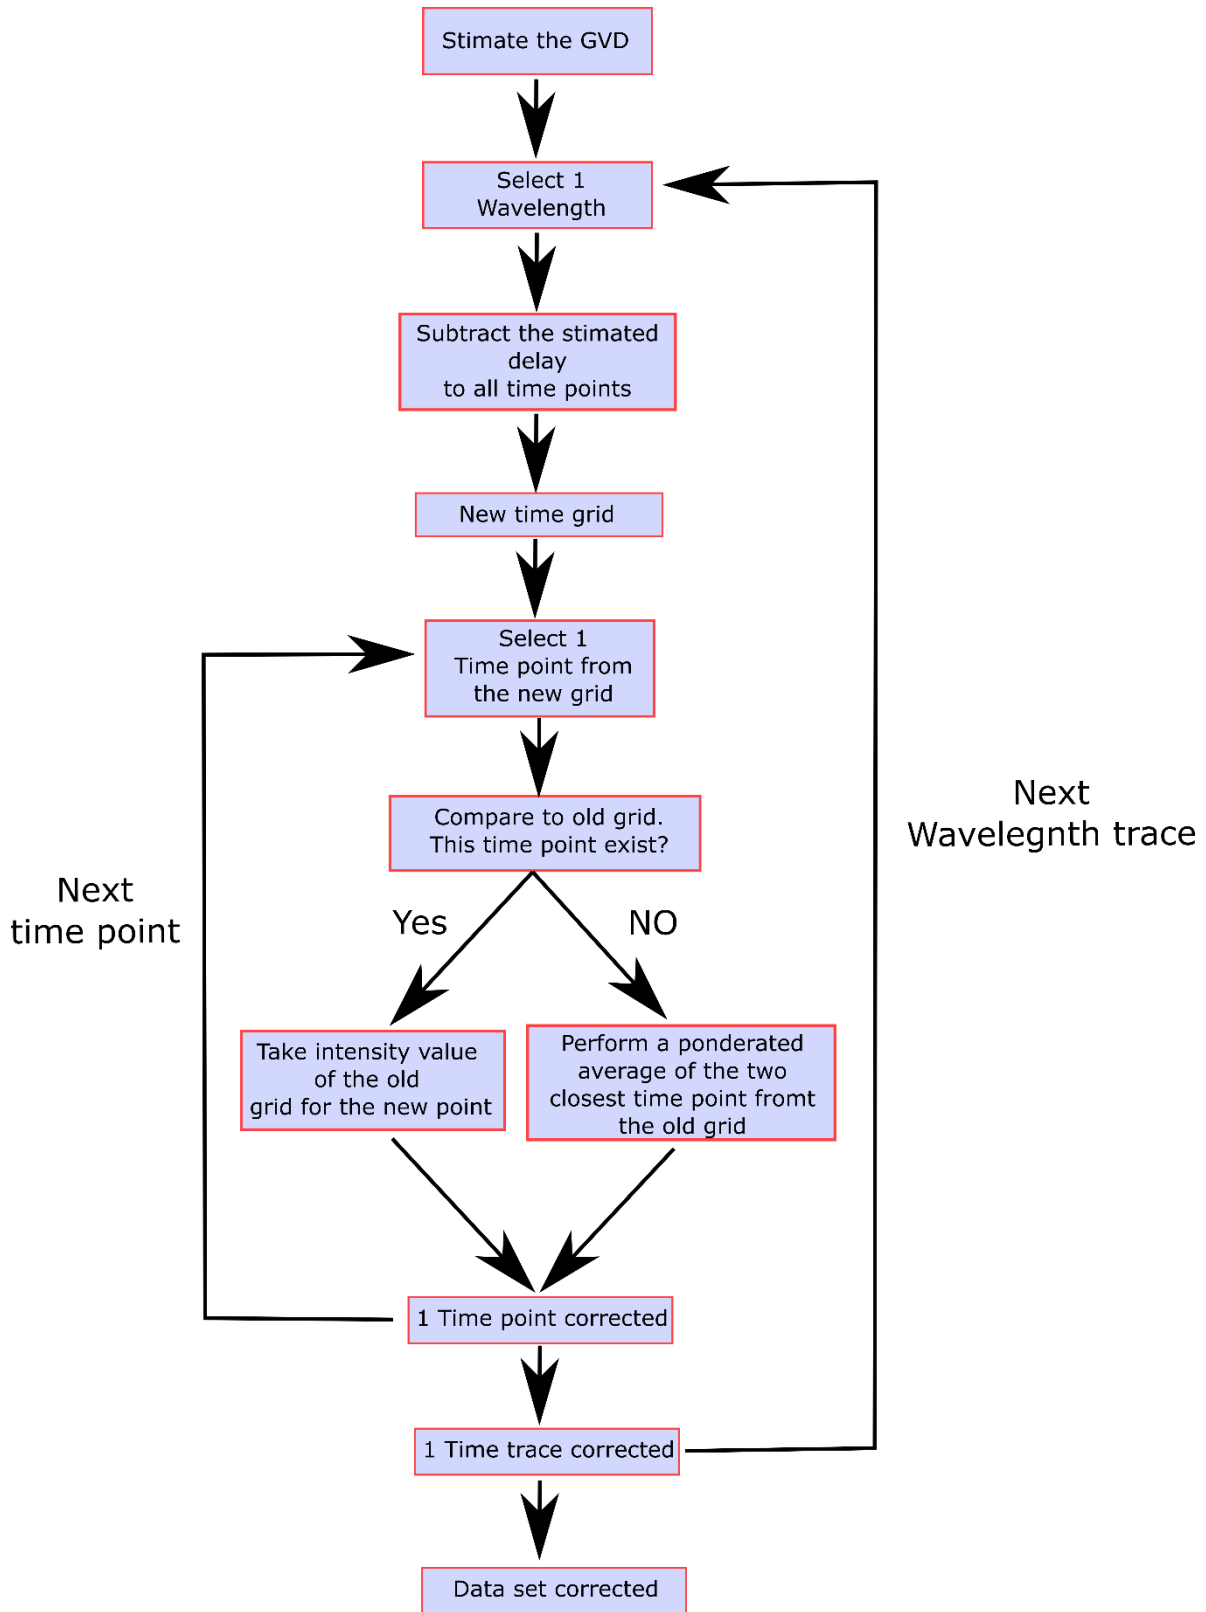 Stimate the GVD
Select 1
Wavelength
Subtract the stimated
delay
to all time points
New time grid
Select 1
Time point from
the new grid
Compare to old grid.
This time point exist?
Next
Wavelegnth trace
Next
time point
Yes
NO
Take intensity value
of the old
grid for the new point
Perform a ponderated
average of the two
closest time point fromt
the old grid
1 Time point corrected
1 Time trace corrected
Data set corrected